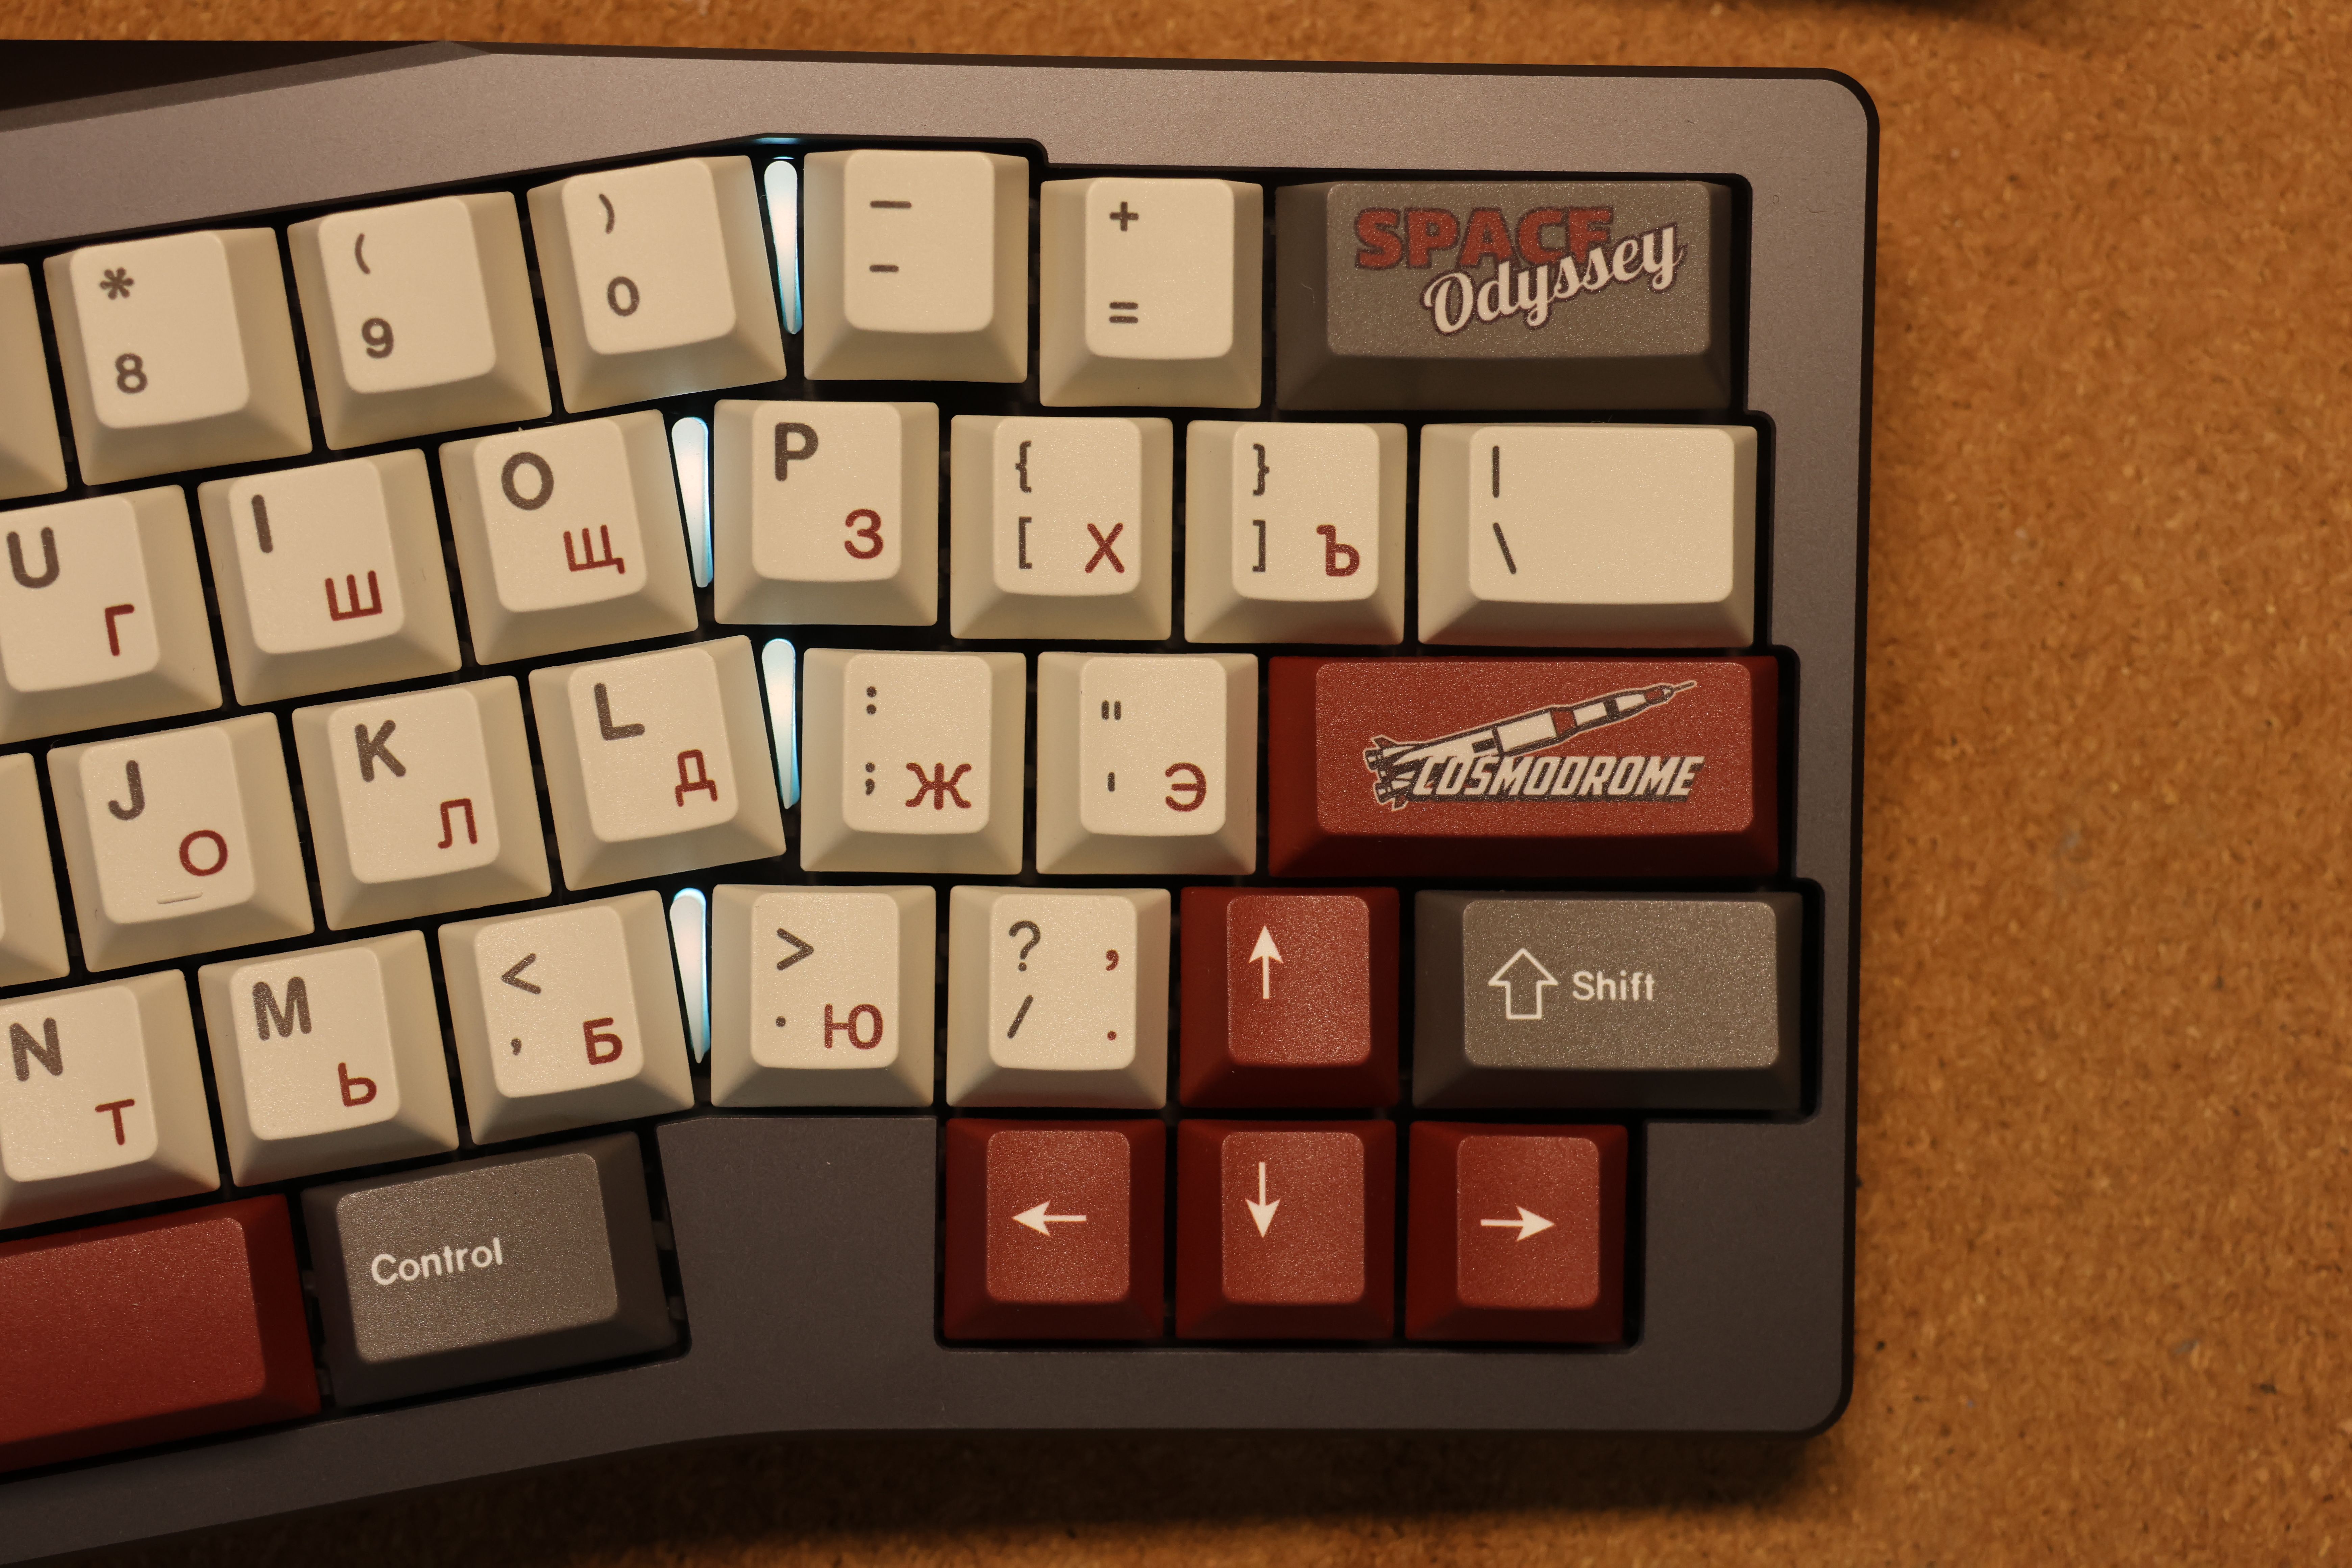 * ( ) — +
8 9 0 - = SPACE Odyssey
U I O P { } |
Г Ш Щ З [ Х ] Ъ \
J K L : "
О Л Д ; Ж ' Э COSMODROME
N M < > ? ,
Т Ь , Б . Ю / . ↑ ⇧ Shift
Control ← ↓ →